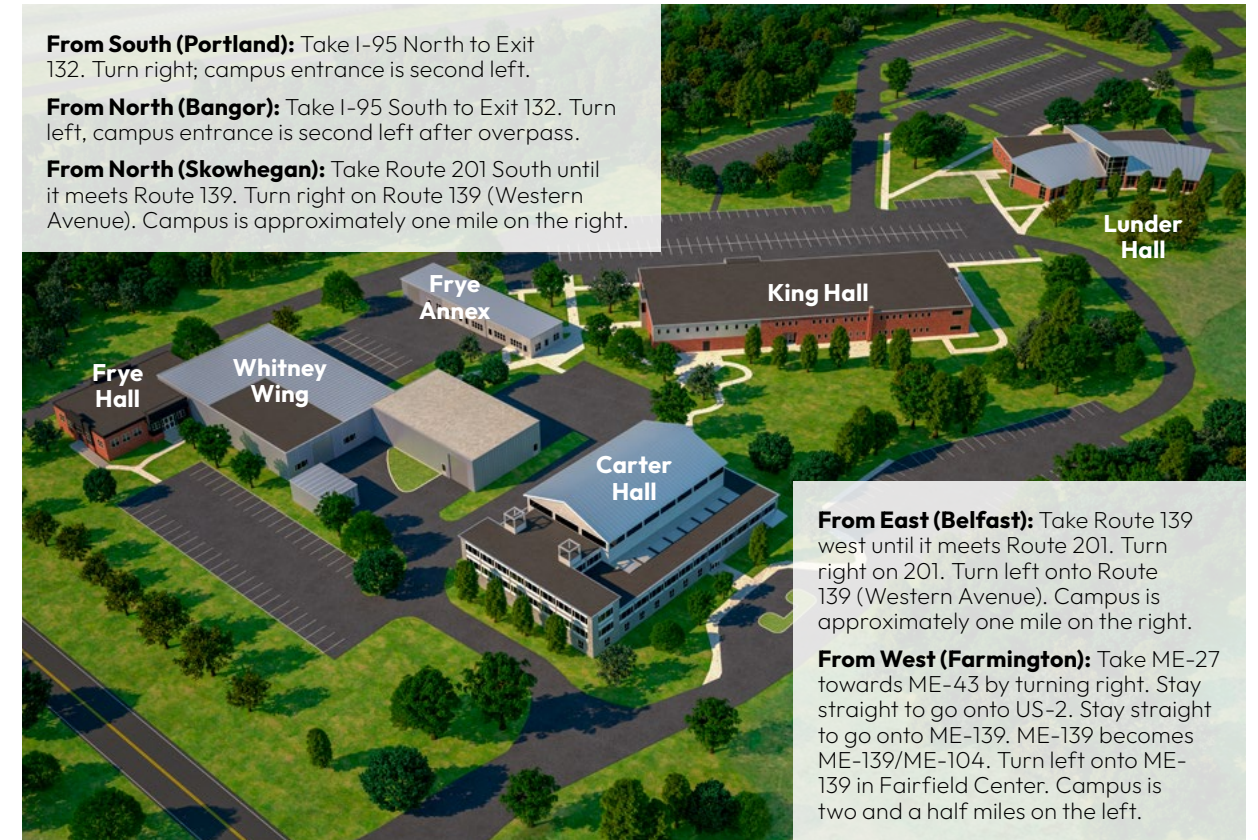 From South (Portland): Take I-95 North to Exit
132. Turn right; campus entrance is second left.
From North (Bangor): Take I-95 South to Exit 132. Turn
left, campus entrance is second left after overpass.
From North (Skowhegan): Take Route 201 South until
it meets Route 139. Turn right on Route 139 (Western
Avenue). Campus is approximately one mile on the right.
Lunder
Hall
Frye
Annex
King Hall
Frye
Hall
Whitney
Wing
Carter
Hall
From East (Belfast): Take Route 139
west until it meets Route 201. Turn
right on 201. Turn left onto Route
139 (Western Avenue). Campus is
approximately one mile on the right.
From West (Farmington): Take ME-27
towards ME-43 by turning right. Stay
straight to go onto US-2. Stay straight
to go onto ME-139. ME-139 becomes
ME-139/ME-104. Turn left onto ME-
139 in Fairfield Center. Campus is
two and a half miles on the left.